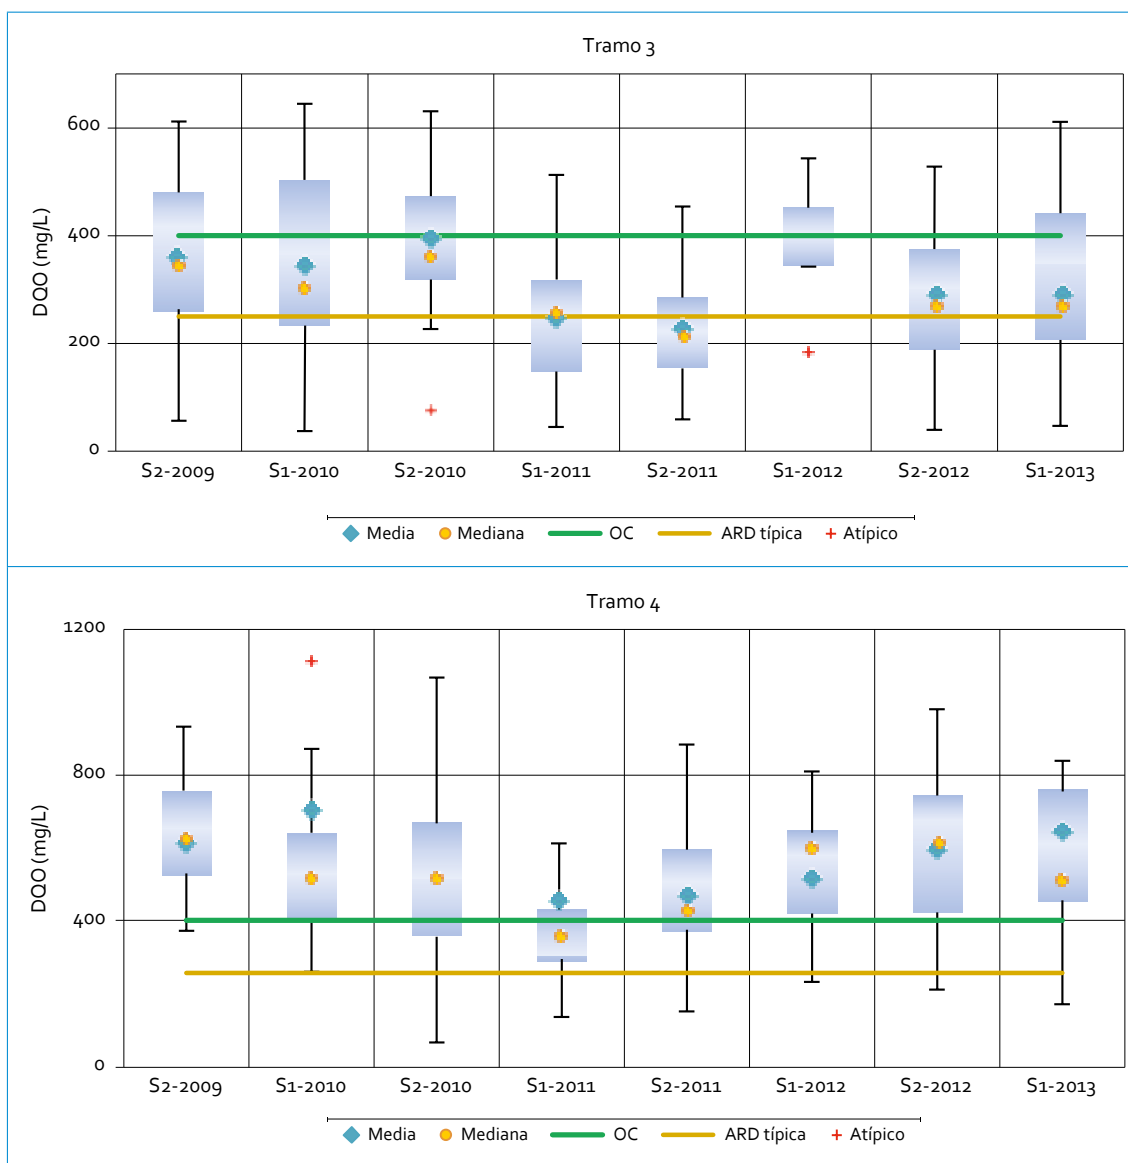 Tramo 3
DQO (mg/L)
600
400
200
0
S2-2009 S1-2010 S2-2010 S1-2011 S2-2011 S1-2012 S2-2012 S1-2013
Media Mediana OC ARD típica Atípico
Tramo 4
DQO (mg/L)
1200
800
400
0
S2-2009 S1-2010 S2-2010 S1-2011 S2-2011 S1-2012 S2-2012 S1-2013
Media Mediana OC ARD típica Atípico